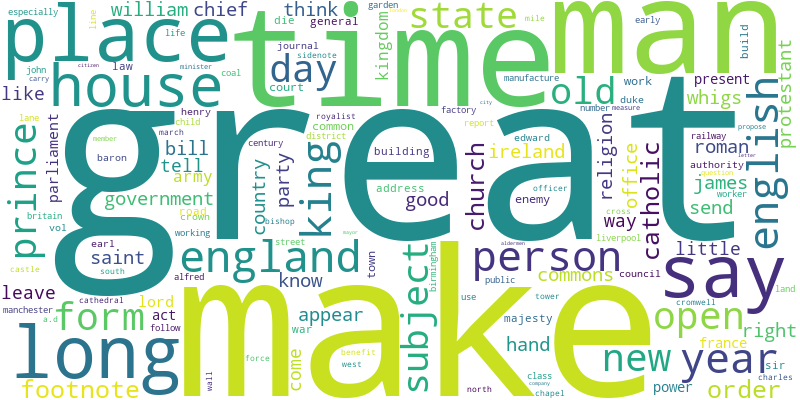 especially
william
chief
think
garden
mile
early
line
die
general
state
place
time
man
life
journal
sidenote
kingdom
build
john
law
minister
carry
citizen
coal
court
day
house
manufacture
old
work
present
protestant
like
henry
factory
number
duke
whigs
measure
lane
child
royalist
city
report
edward
railway
propose
march
common
district
member
parliament
bill
century
great
ireland
religion
office
roman
letter
english
baron
tell
party
building
catholic
authority
question
prince
army
country
king
address
church
officer
james
worker
government
good
enemy
cross
send
britain
vol
road
crown
bishop
way
earl
working
street
mayor
aldermen
liverpool
little
saint
england
town
birmingham
person
say
castle
south
alfred
know
subject
commons
council
land
leave
cathedral
use
public
tower
cromwell
manchester
a.d
lord
act
follow
form
make
appear
majesty
open
right
war
hand
france
long
force
come
benefit
west
class
company
chapel
new
year
sir
charles
footnote
wall
north
power
order